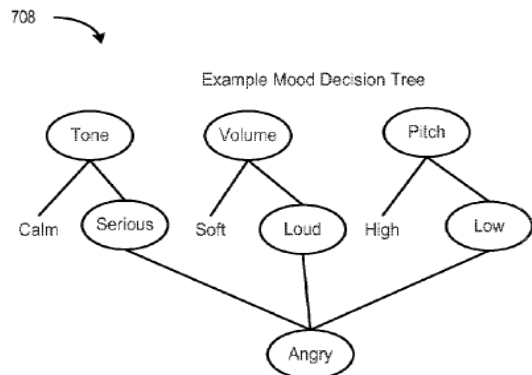 708
Example Mood Decision Tree
Tone Volume Pitch
Calm Serious Soft Loud High Low
Angry